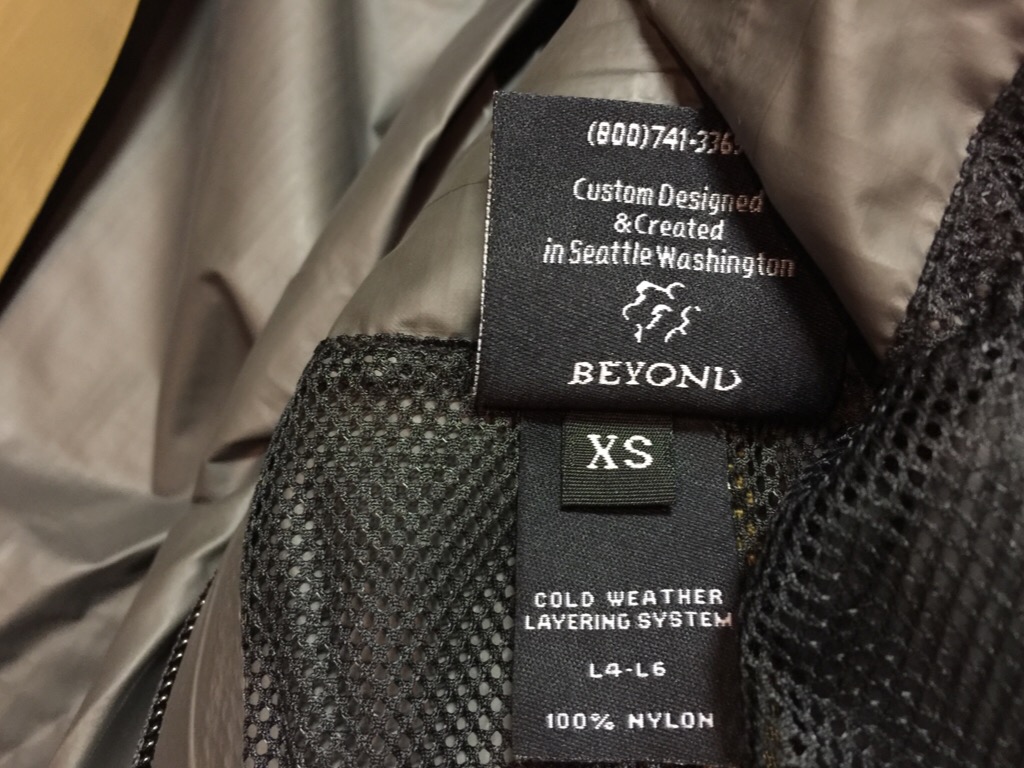 (800)741-336
Custom Designed
&Created
in Seattle Washington
BEYOND
XS
COLD WEATHER
LAYERING SYSTEM
L4-L6
100% NYLON